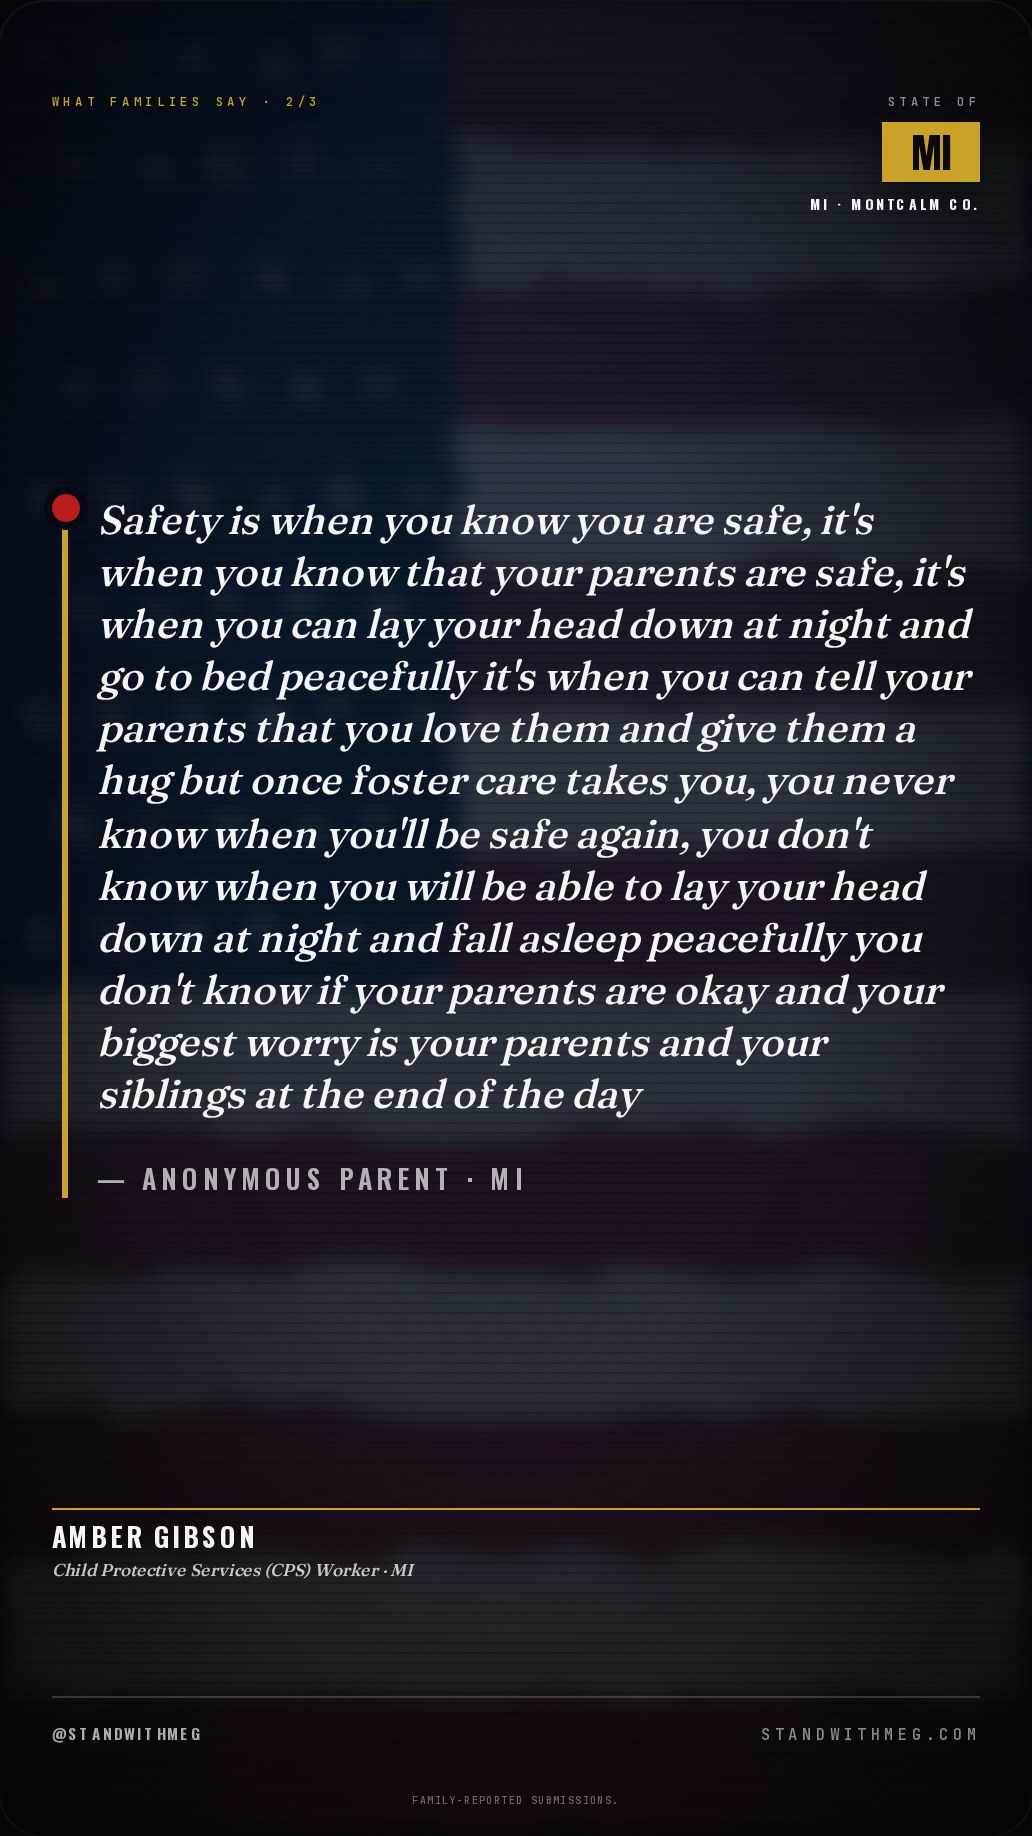 WHAT FAMILIES SAY · 2/3
STATE OF
MI
MI · MONTCALM CO.
Safety is when you know you are safe, it's
when you know that your parents are safe, it's
when you can lay your head down at night and
go to bed peacefully it's when you can tell your
parents that you love them and give them a
hug but once foster care takes you, you never
know when you'll be safe again, you don't
know when you will be able to lay your head
down at night and fall asleep peacefully you
don't know if your parents are okay and your
biggest worry is your parents and your
siblings at the end of the day
— ANONYMOUS PARENT · MI
AMBER GIBSON
Child Protective Services (CPS) Worker · MI
@STANDWITHMEG
STANDWITHMEG.COM
FAMILY-REPORTED SUBMISSIONS.